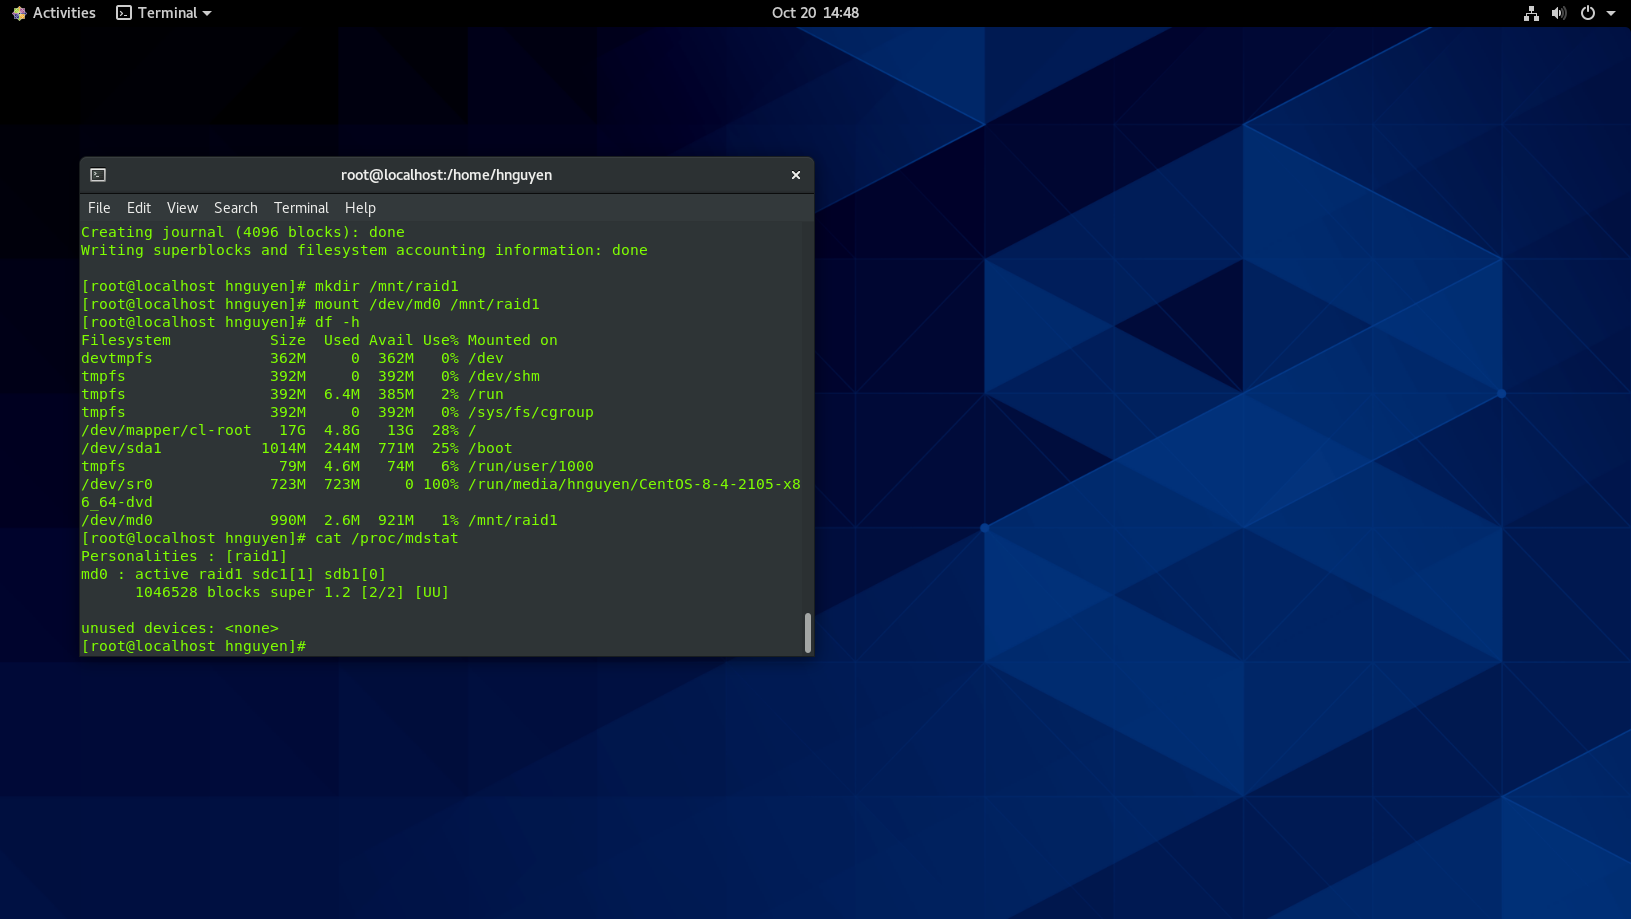 Activities Terminal Oct 20 14:48
root@localhost:/home/hnguyen
File Edit View Search Terminal Help
Creating journal (4096 blocks): done
Writing superblocks and filesystem accounting information: done
[root@localhost hnguyen]# mkdir /mnt/raid1
[root@localhost hnguyen]# mount /dev/md0 /mnt/raid1
[root@localhost hnguyen]# df -h
Filesystem           Size  Used Avail Use% Mounted on
devtmpfs             362M     0  362M   0% /dev
tmpfs                392M     0  392M   0% /dev/shm
tmpfs                392M  6.4M  385M   2% /run
tmpfs                392M     0  392M   0% /sys/fs/cgroup
/dev/mapper/cl-root   17G  4.8G   13G  28% /
/dev/sda1           1014M  244M  771M  25% /boot
tmpfs                 79M  4.6M   74M   6% /run/user/1000
/dev/sr0             723M  723M     0 100% /run/media/hnguyen/CentOS-8-4-2105-x8
6_64-dvd
/dev/md0             990M  2.6M  921M   1% /mnt/raid1
[root@localhost hnguyen]# cat /proc/mdstat
Personalities : [raid1]
md0 : active raid1 sdc1[1] sdb1[0]
      1046528 blocks super 1.2 [2/2] [UU]
unused devices: <none>
[root@localhost hnguyen]#